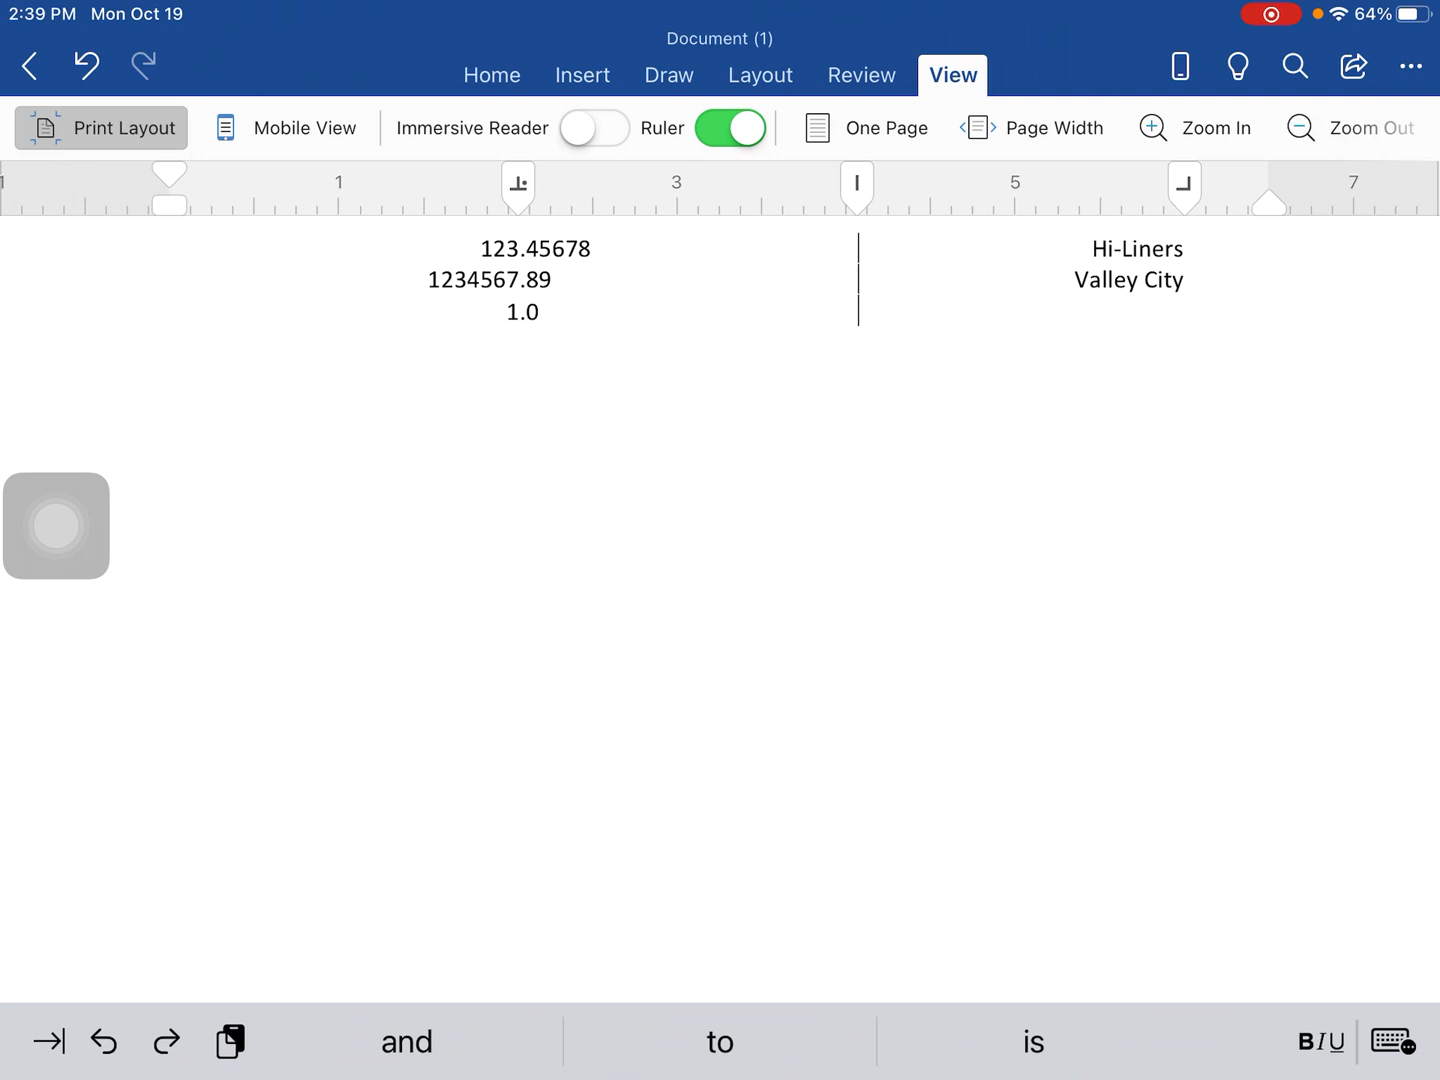 2:39 PM Mon Oct 19 64%
Document (1)
Home Insert Draw Layout Review View
Print Layout Mobile View Immersive Reader Ruler One Page Page Width Zoom In Zoom Out
1 1 3 5 7
123.45678 Hi-Liners
1234567.89 Valley City
1.0
and to is BIU